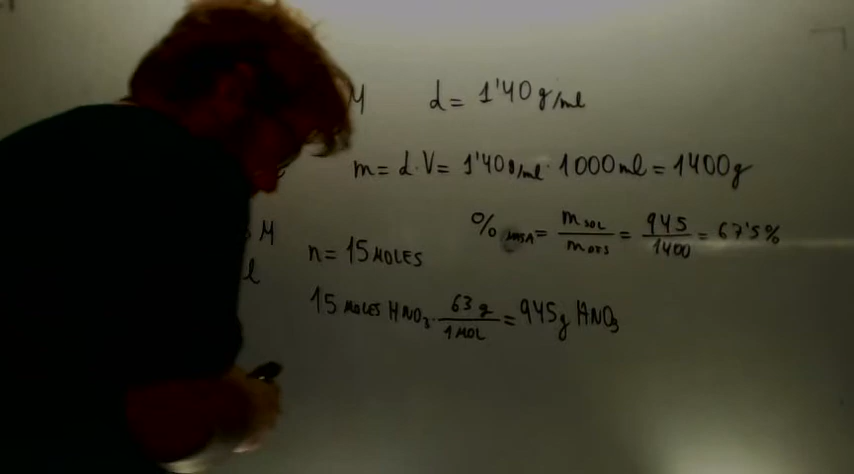 M d = 1'40 g/ml
m = d.V = 1'40 g/ml · 1000 ml = 1400 g
% MASA = m SOL / m DIS = 945 / 1400 = 67'5 %
M n = 15 MOLES
l
15 MOLES HNO3 · 63 g / 1 MOL = 945 g HNO3